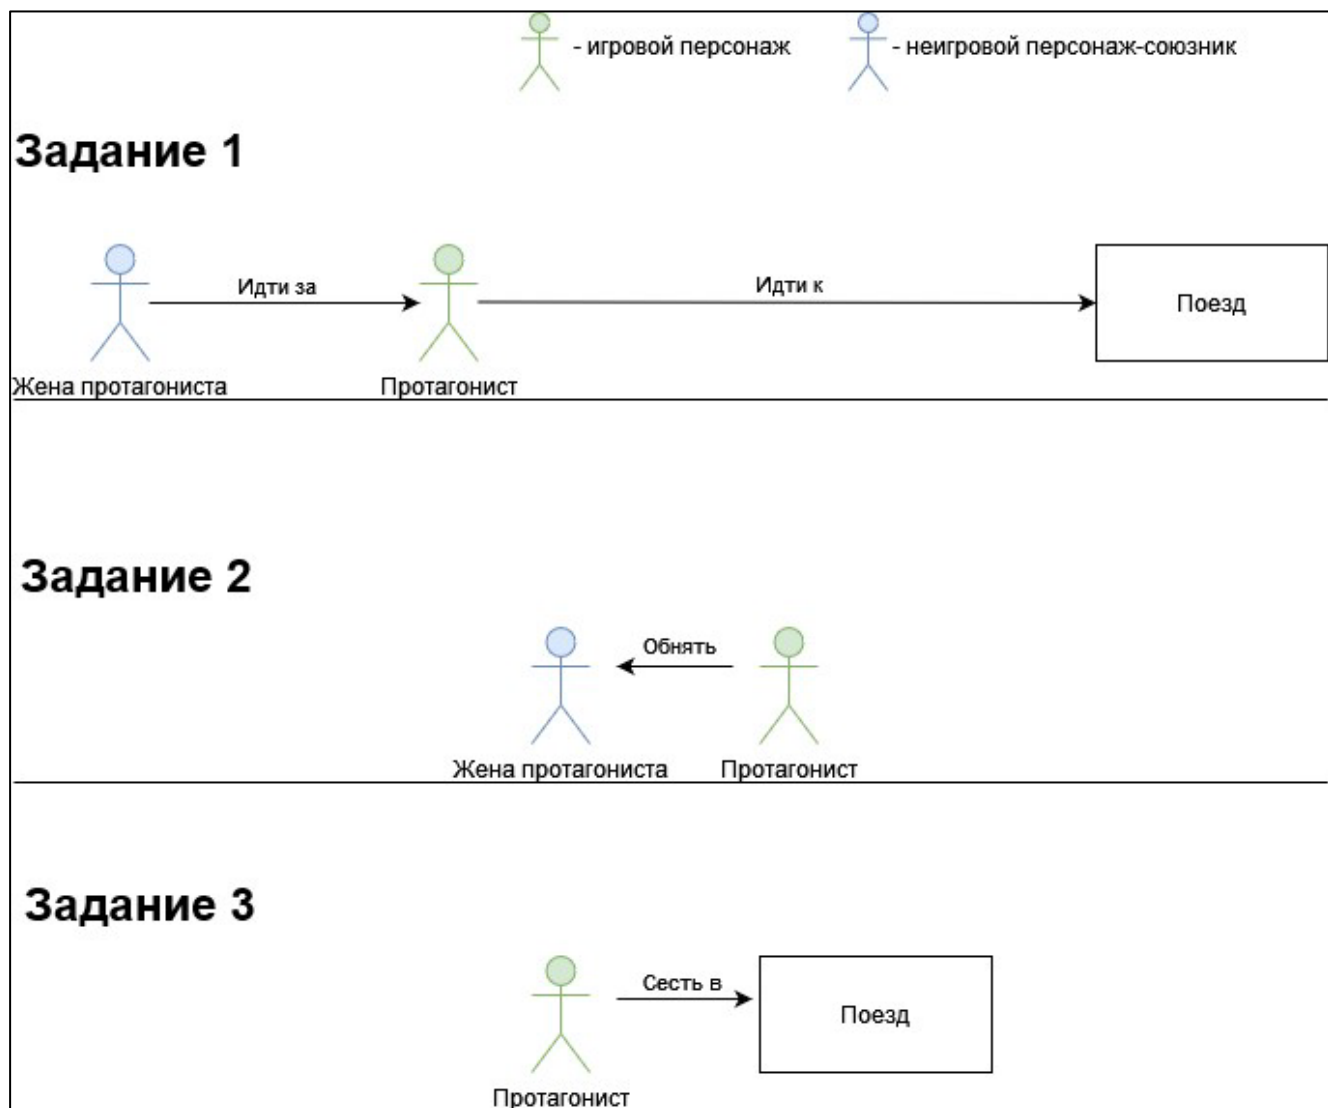 - игровой персонаж
- неигровой персонаж-союзник
Задание 1
Идти за
Идти к
Поезд
Жена протагониста
Протагонист
Задание 2
Обнять
Жена протагониста
Протагонист
Задание 3
Сесть в
Поезд
Протагонист